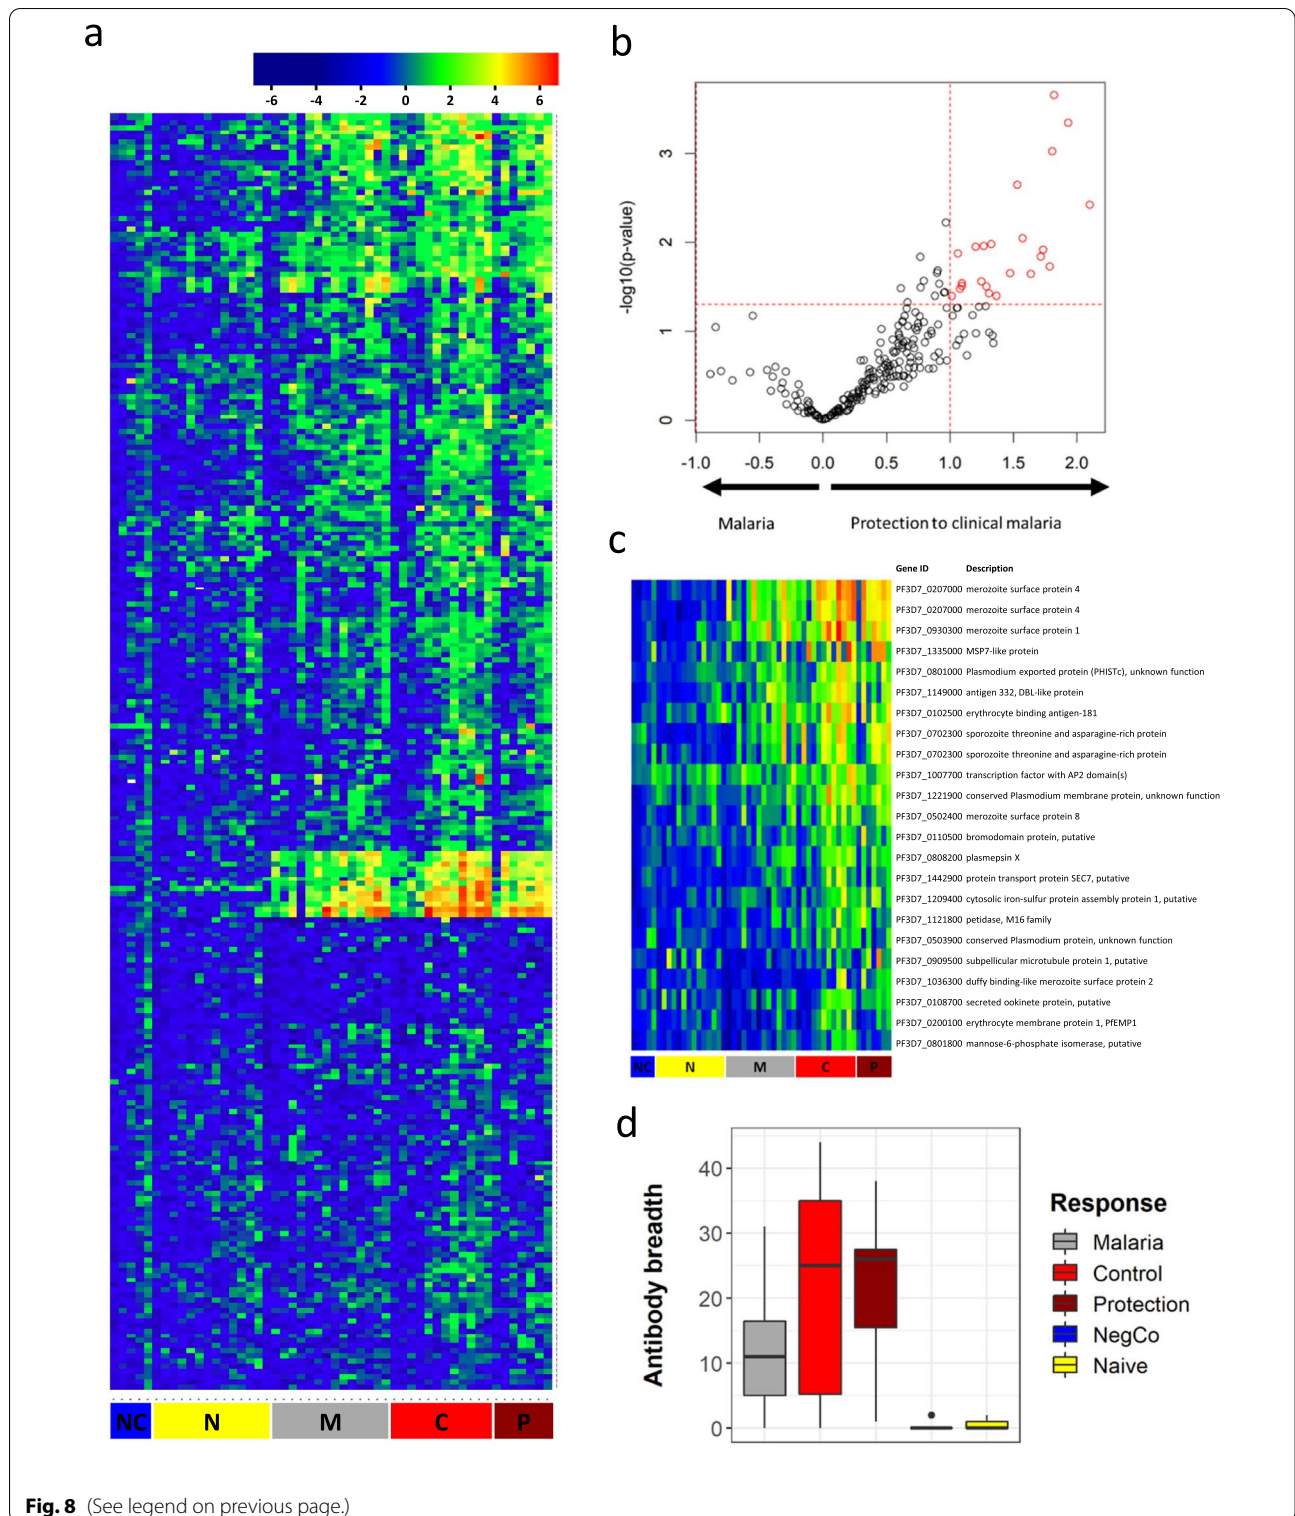 a
-6 -4 -2 0 2 4 6
NC N M C P
b
-log10(p-value)
3
2
1
0
-1.0 -0.5 0.0 0.5 1.0 1.5 2.0
Malaria Protection to clinical malaria
c
Gene ID Description
PF3D7_0207000 merozoite surface protein 4
PF3D7_0207000 merozoite surface protein 4
PF3D7_0930300 merozoite surface protein 1
PF3D7_1335000 MSP7-like protein
PF3D7_0801000 Plasmodium exported protein (PHISTc), unknown function
PF3D7_1149000 antigen 332, DBL-like protein
PF3D7_0102500 erythrocyte binding antigen-181
PF3D7_0702300 sporozoite threonine and asparagine-rich protein
PF3D7_0702300 sporozoite threonine and asparagine-rich protein
PF3D7_1007700 transcription factor with AP2 domain(s)
PF3D7_1221900 conserved Plasmodium membrane protein, unknown function
PF3D7_0502400 merozoite surface protein 8
PF3D7_0110500 bromodomain protein, putative
PF3D7_0808200 plasmepsin X
PF3D7_1442900 protein transport protein SEC7, putative
PF3D7_1209400 cytosolic iron-sulfur protein assembly protein 1, putative
PF3D7_1121800 petidase, M16 family
PF3D7_0503900 conserved Plasmodium protein, unknown function
PF3D7_0909500 subpellicular microtubule protein 1, putative
PF3D7_1036300 duffy binding-like merozoite surface protein 2
PF3D7_0108700 secreted ookinete protein, putative
PF3D7_0200100 erythrocyte membrane protein 1, PfEMP1
PF3D7_0801800 mannose-6-phosphate isomerase, putative
NC N M C P
d
Antibody breadth
40
30
20
10
0
Response
Malaria
Control
Protection
NegCo
Naive
Fig. 8 (See legend on previous page.)